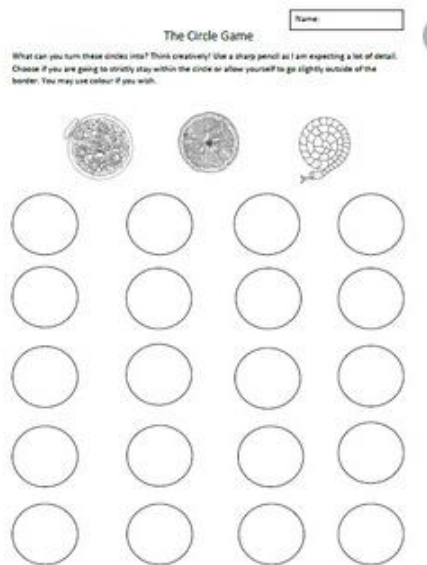 Name:
The Circle Game
What can you turn these circles into? Think creatively! Use a sharp pencil as I am expecting a lot of detail.
Choose if you are going to strictly stay within the circle or allow yourself to go slightly outside of the
border. You may use colour if you wish.